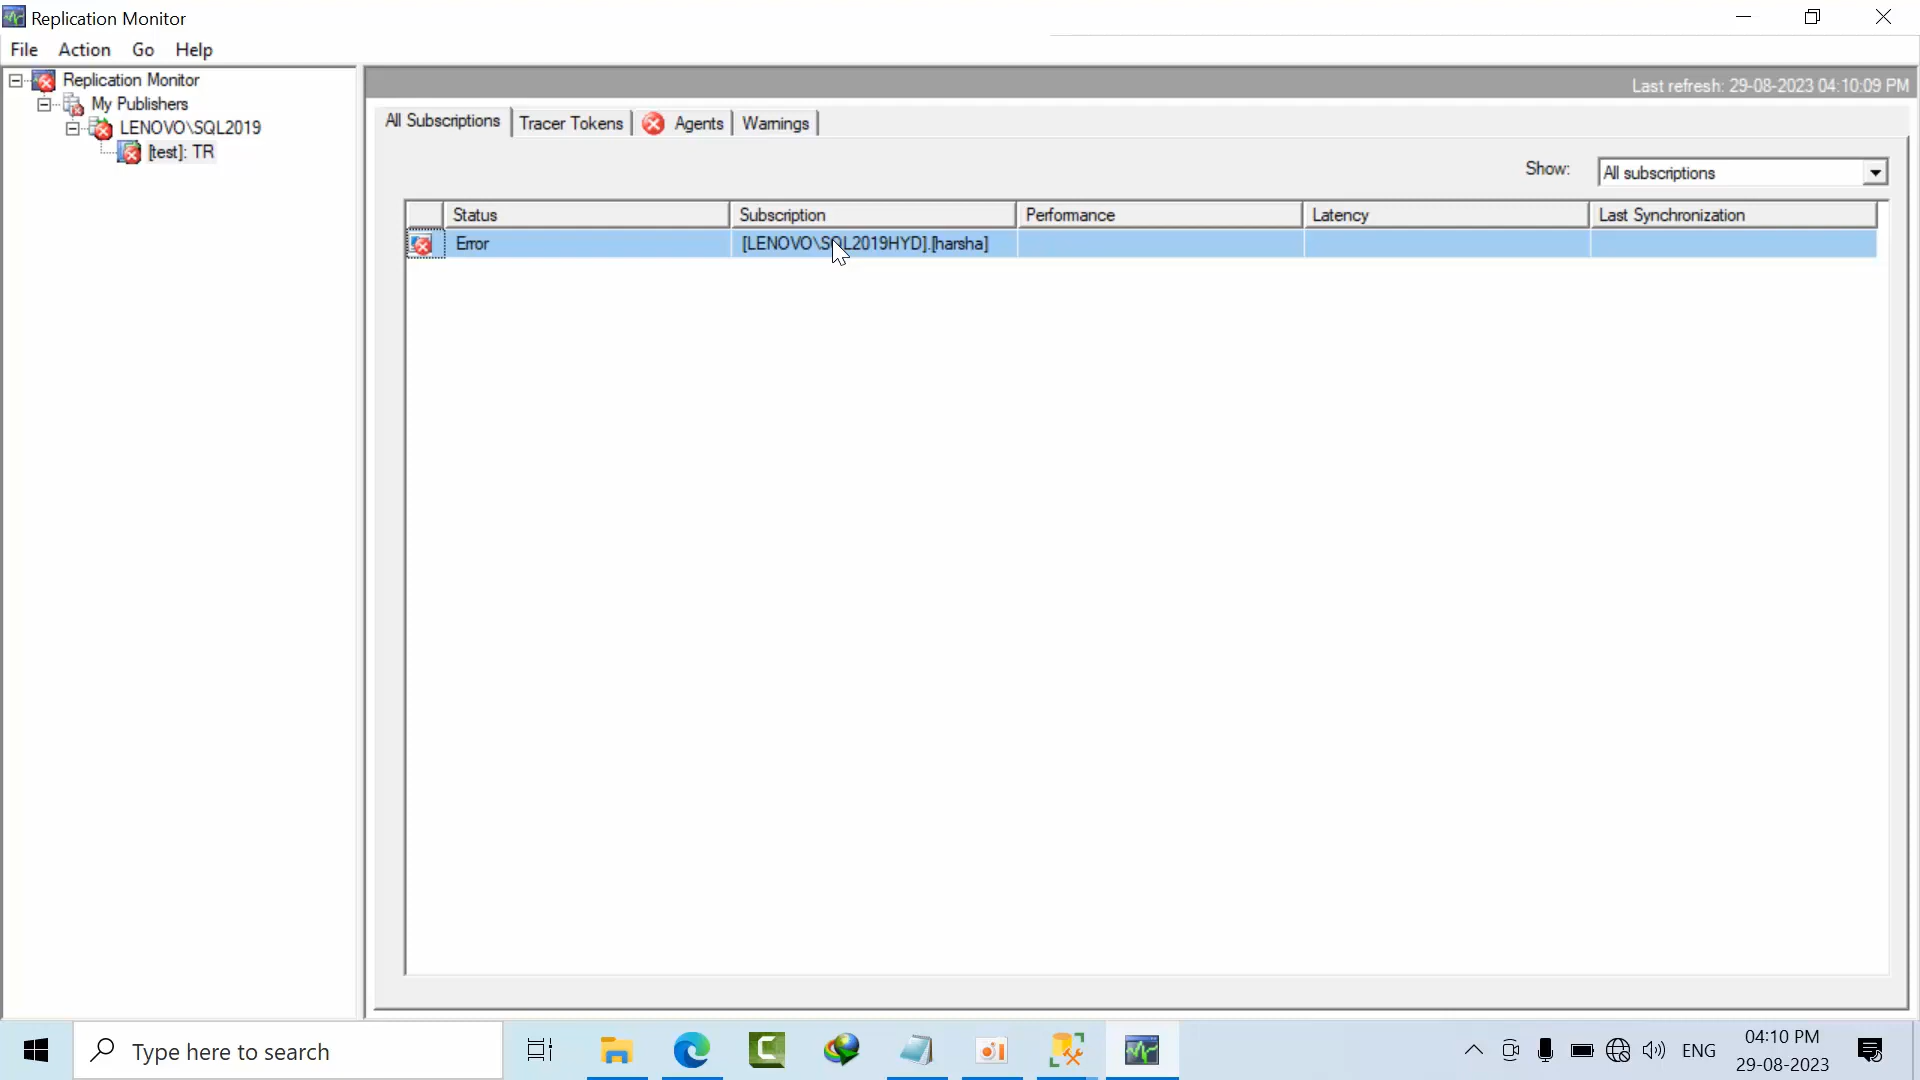 Replication Monitor
File Action Go Help
Replication Monitor
My Publishers
LENOVO\SQL2019
[test]: TR
Last refresh: 29-08-2023 04:10:09 PM
All Subscriptions Tracer Tokens Agents Warnings
Show: All subscriptions
Status Subscription Performance Latency Last Synchronization
Error [LENOVO\SQL2019HYD].[harsha]
Type here to search
ENG
04:10 PM
29-08-2023